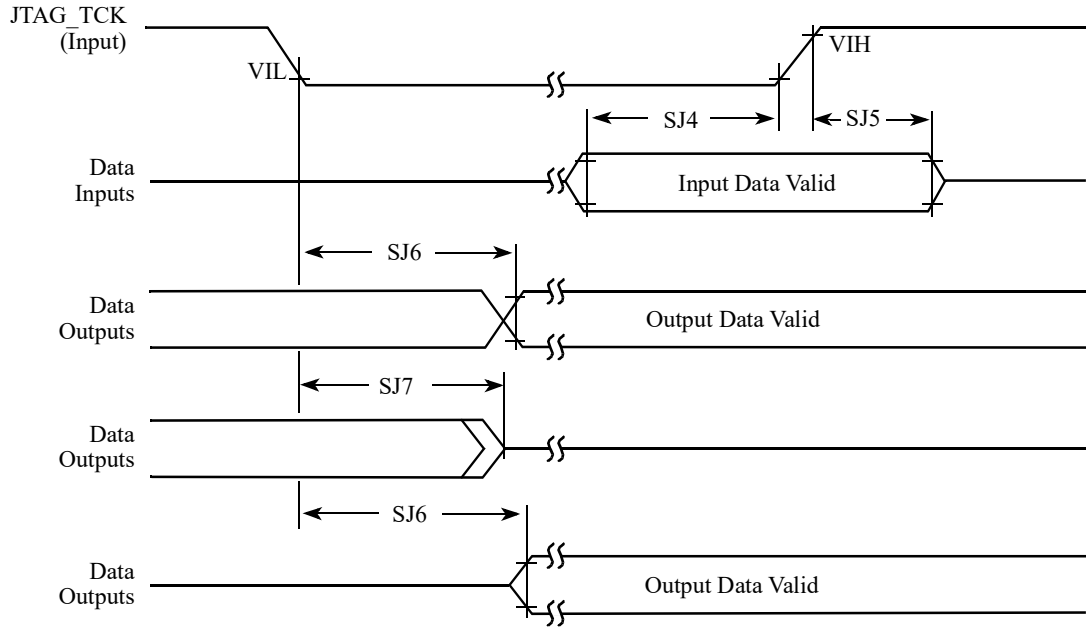 JTAG_TCK
(Input)
VIL
VIH
SJ4
SJ5
Data
Inputs
Input Data Valid
SJ6
Data
Outputs
Output Data Valid
SJ7
Data
Outputs
SJ6
Data
Outputs
Output Data Valid